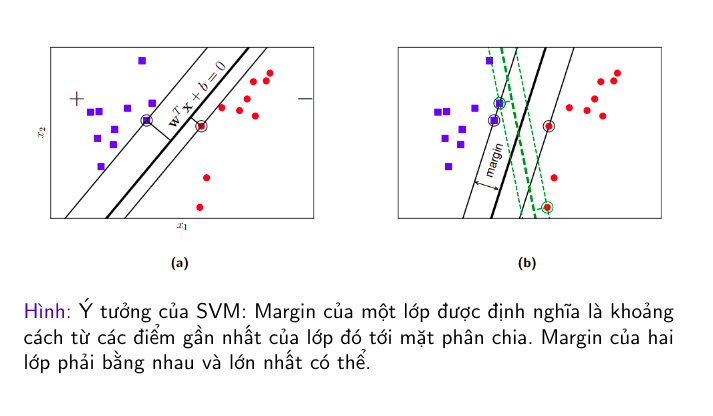 +
wᵀx + b = 0
−
x₂
x₁
margin
(a)
(b)
Hình: Ý tưởng của SVM: Margin của một lớp được định nghĩa là khoảng
cách từ các điểm gần nhất của lớp đó tới mặt phân chia. Margin của hai
lớp phải bằng nhau và lớn nhất có thể.